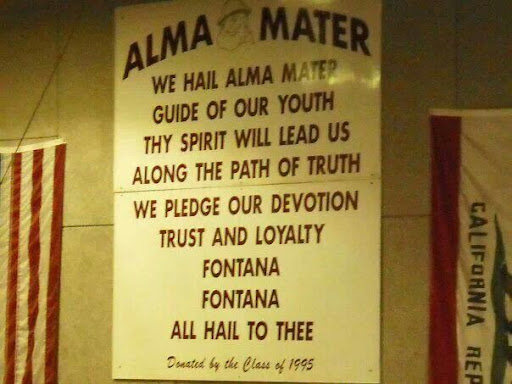 ALMA MATER
WE HAIL ALMA MATER
GUIDE OF OUR YOUTH
THY SPIRIT WILL LEAD US
ALONG THE PATH OF TRUTH
WE PLEDGE OUR DEVOTION
TRUST AND LOYALTY
FONTANA
FONTANA
ALL HAIL TO THEE
Donated by the Class of 1995
CALIFORNIA REP